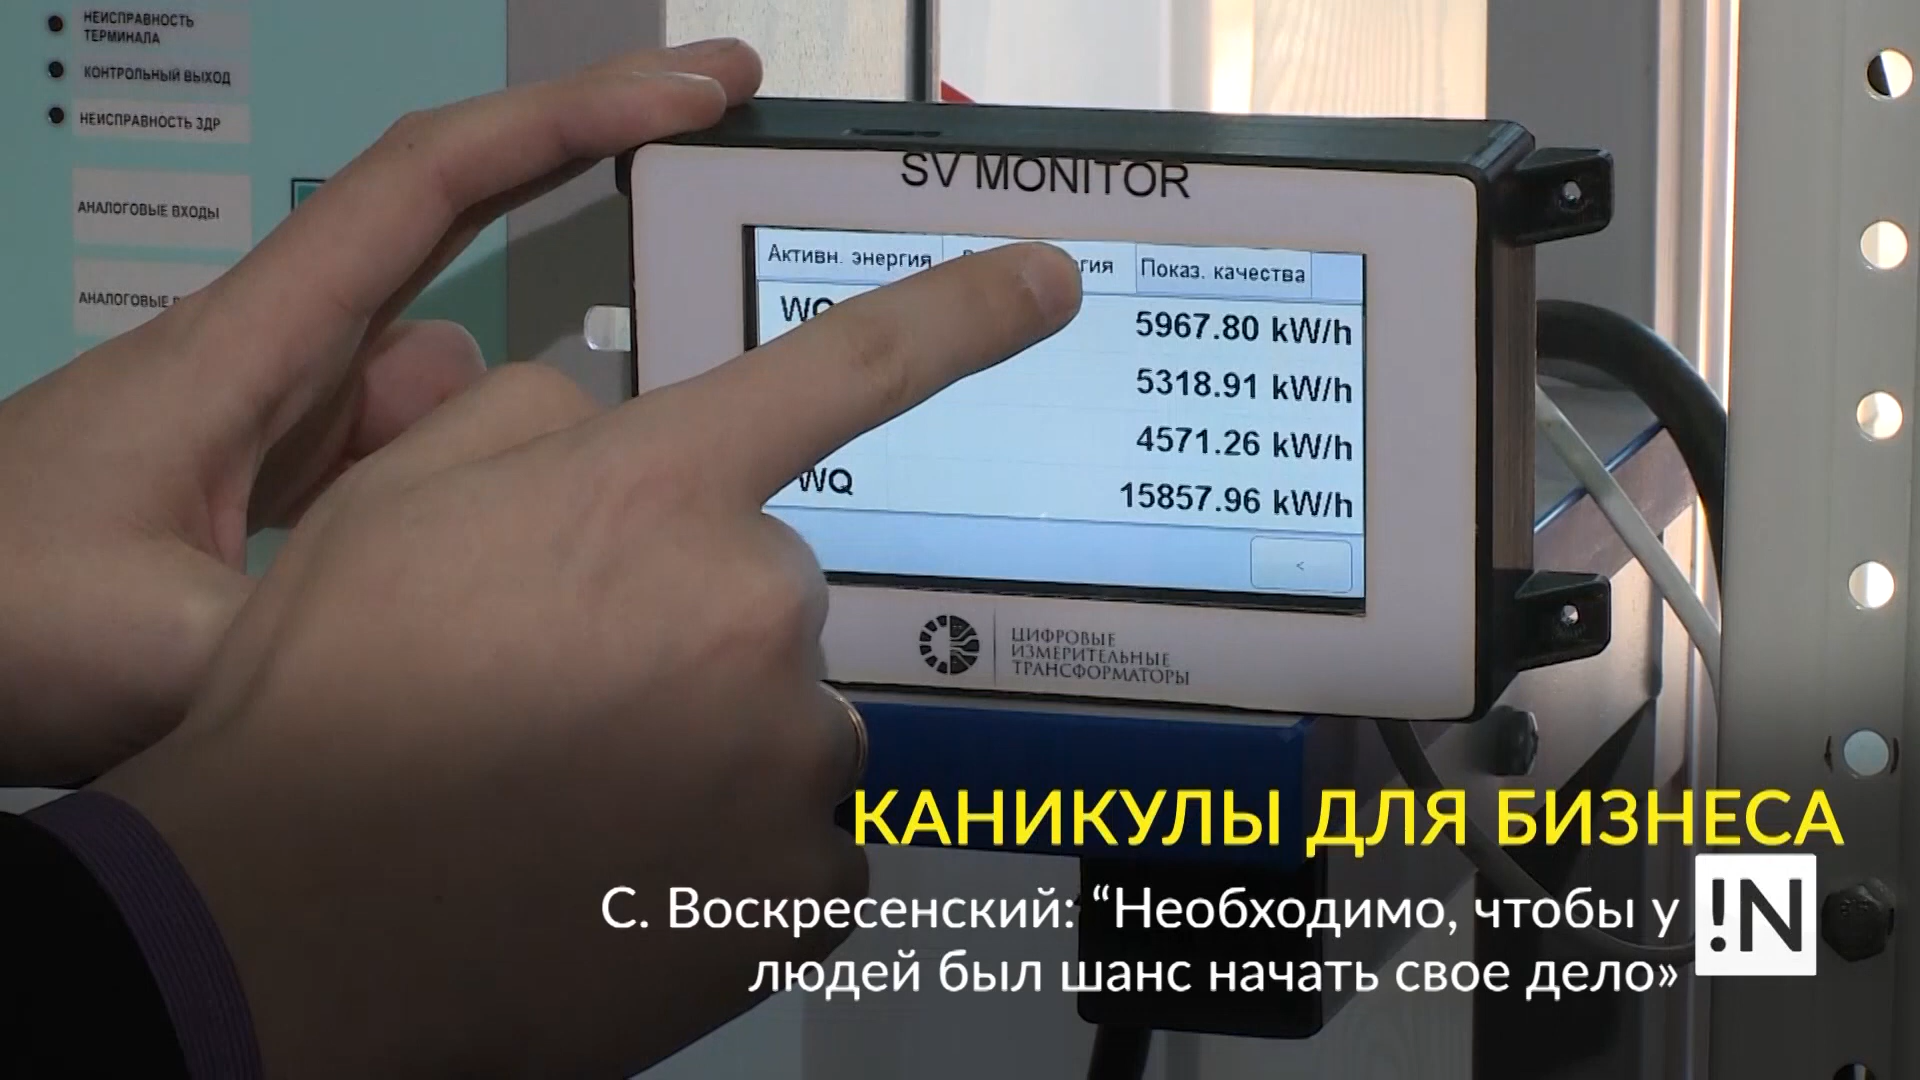 НЕИСПРАВНОСТЬ
ТЕРМИНАЛА
КОНТРОЛЬНЫЙ ВЫХОД
НЕИСПРАВНОСТЬ ЗДР
АНАЛОГОВЫЕ ВХОДЫ
АНАЛОГОВЫЕ
SV MONITOR
Активн. энергия
Показ. качества
5967.80 kW/h
5318.91 kW/h
4571.26 kW/h
WQ 15857.96 kW/h
<
ЦИФРОВЫЕ
ИЗМЕРИТЕЛЬНЫЕ
ТРАНСФОРМАТОРЫ
КАНИКУЛЫ ДЛЯ БИЗНЕСА
С. Воскресенский: “Необходимо, чтобы у
людей был шанс начать свое дело»
!N